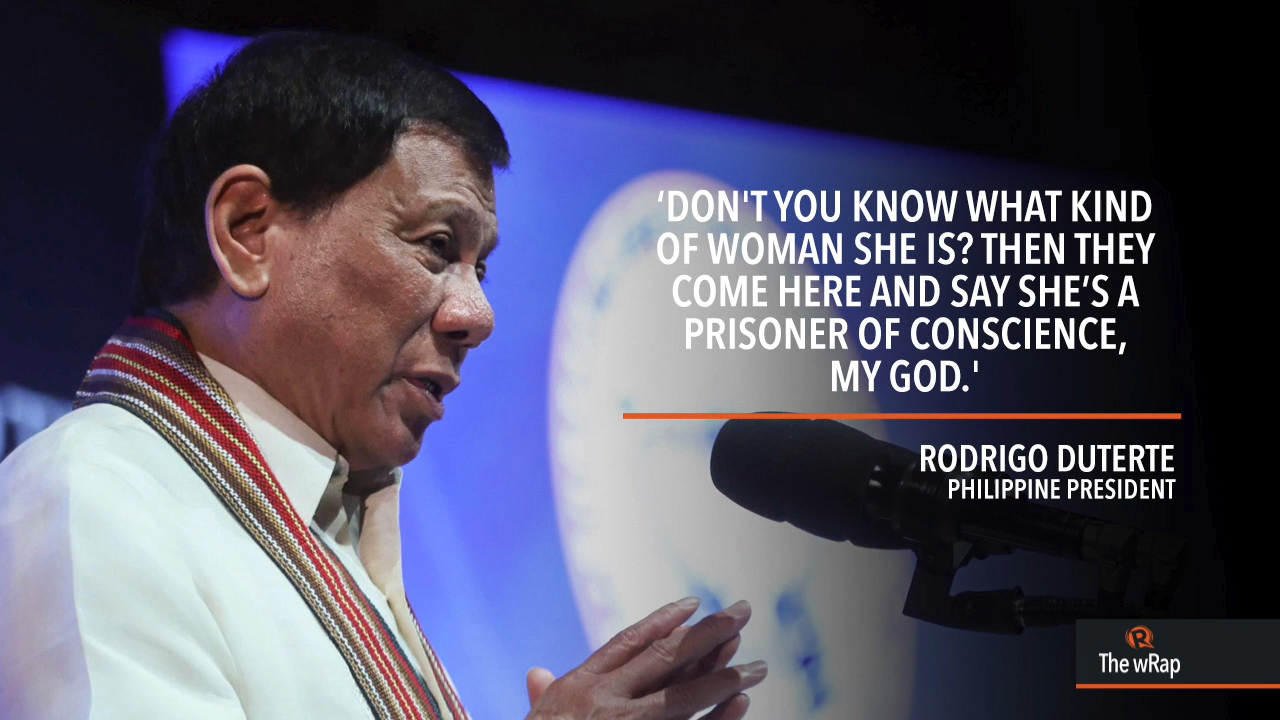 ‘DON'T YOU KNOW WHAT KIND
OF WOMAN SHE IS? THEN THEY
COME HERE AND SAY SHE’S A
PRISONER OF CONSCIENCE,
MY GOD.'
RODRIGO DUTERTE
PHILIPPINE PRESIDENT
R
The wRap